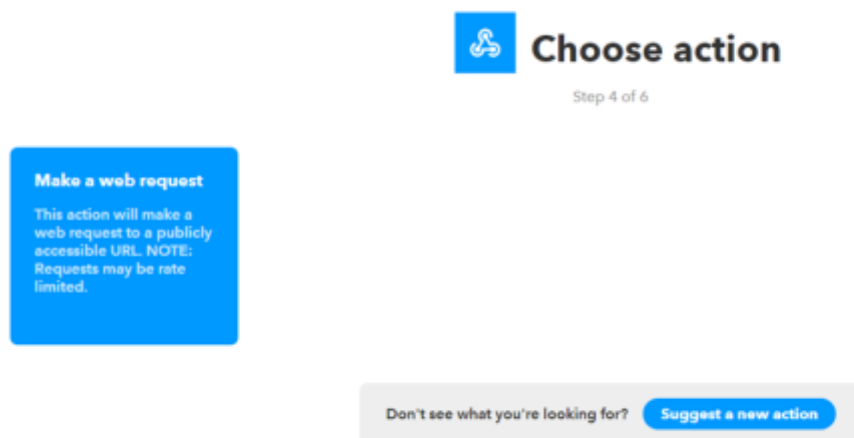 Choose action
Step 4 of 6
Make a web request
This action will make a
web request to a publicly
accessible URL. NOTE:
Requests may be rate
limited.
Don't see what you're looking for?
Suggest a new action